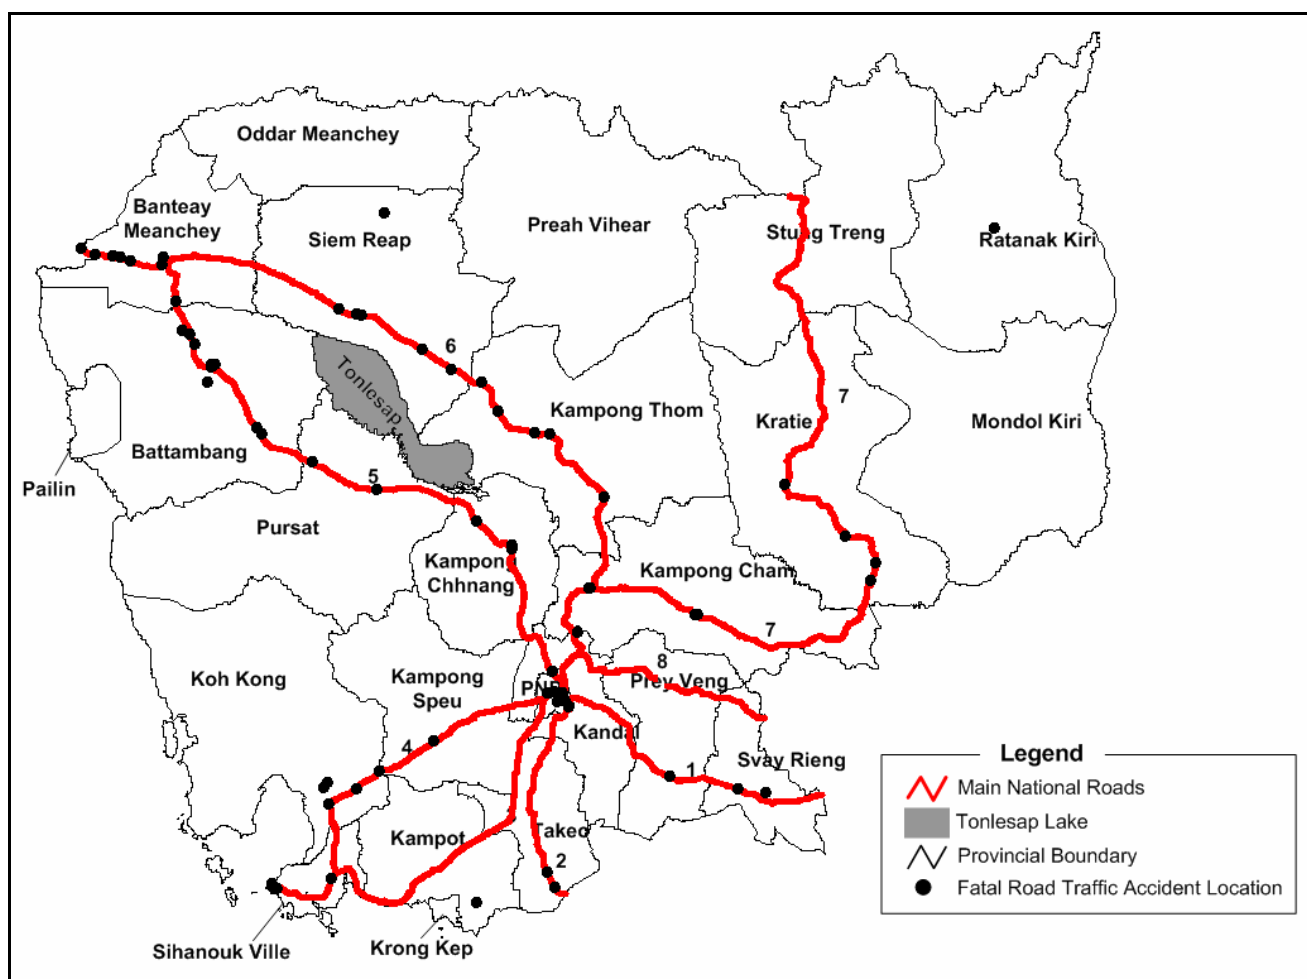 Oddar Meanchey
Banteay
Meanchey
Siem Reap
Preah Vihear
Stung Treng
Ratanak Kiri
6
Tonlesap
7
Kampong Thom
Kratie
Mondol Kiri
Battambang
Pailin
5
Pursat
Kampong
Chhnang
Kampong Cham
7
8
Koh Kong
Kampong
Speu
Prey Veng
Kandal
4
1
Svay Rieng
Kampot
Takeo
2
Sihanouk Ville
Krong Kep
Legend
Main National Roads
Tonlesap Lake
Provincial Boundary
Fatal Road Traffic Accident Location